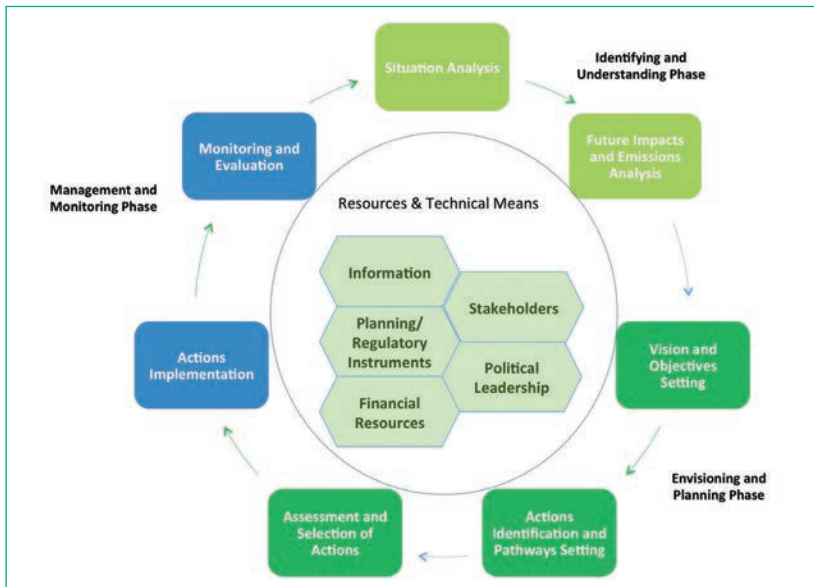 Situation Analysis
Identifying and
Understanding Phase
Future Impacts
and Emissions
Analysis
Vision and
Objectives
Setting
Envisioning and
Planning Phase
Actions
Identification and
Pathways Setting
Assessment and
Selection of
Actions
Actions
Implementation
Management and
Monitoring Phase
Monitoring and
Evaluation
Resources & Technical Means
Information
Stakeholders
Planning/
Regulatory
Instruments
Political
Leadership
Financial
Resources